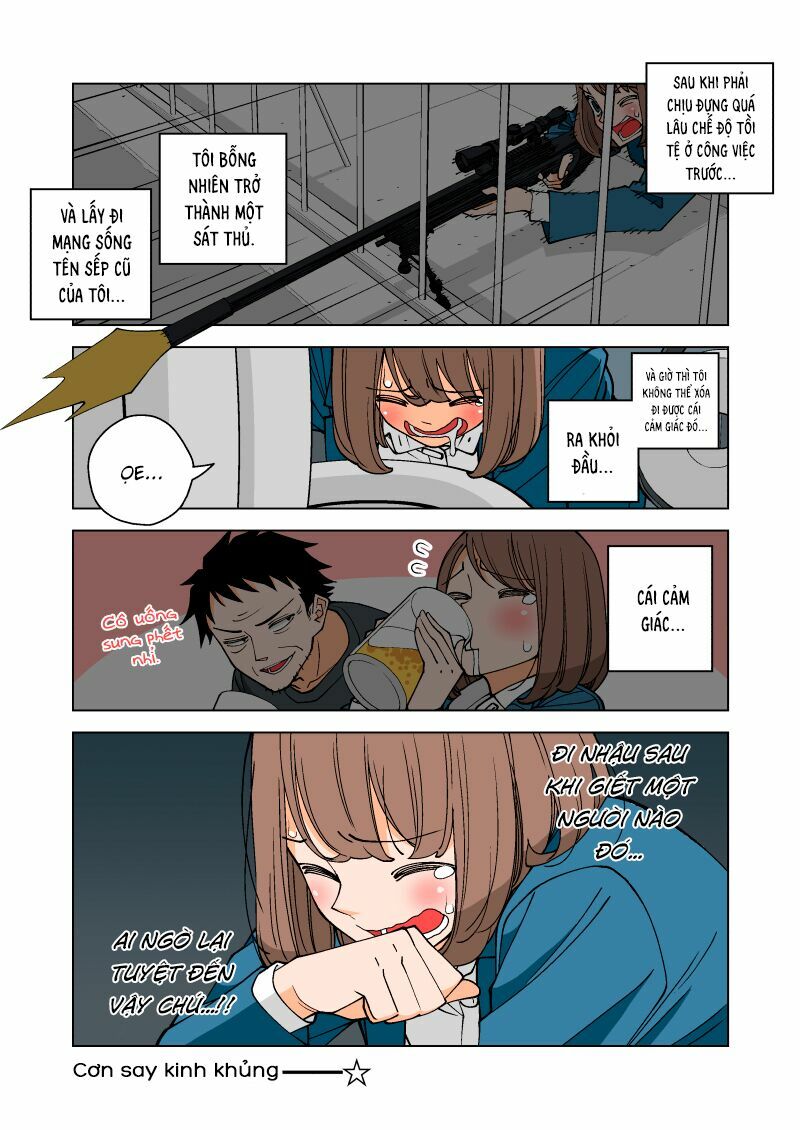 SAU KHI PHẢI
CHỊU ĐỰNG QUÁ
LÂU CHẾ ĐỘ TỒI
TỆ Ở CÔNG VIỆC
TRƯỚC...
TÔI BỖNG
NHIÊN TRỞ
THÀNH MỘT
SÁT THỦ.
VÀ LẤY ĐI
MẠNG SỐNG
TÊN SẾP CŨ
CỦA TÔI...
VÀ GIỜ THÌ TÔI
KHÔNG THỂ XÓA
ĐI ĐƯỢC CÁI
CẢM GIÁC ĐÓ...
RA KHỎI
ĐẦU...
ỌE...
CÁI CẢM
GIÁC...
Cô uống
sung phết
nhỉ.
ĐI NHẬU SAU
KHI GIẾT MỘT
NGƯỜI NÀO
ĐÓ...
AI NGỜ LẠI
TUYỆT ĐẾN
VẬY CHỨ...!!
Cơn say kinh khủng